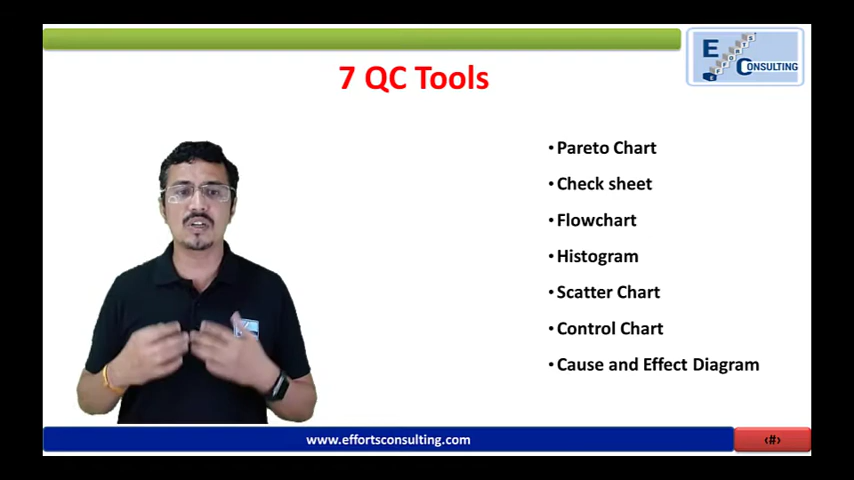 E EFFORTS CONSULTING
7 QC Tools
• Pareto Chart
• Check sheet
• Flowchart
• Histogram
• Scatter Chart
• Control Chart
• Cause and Effect Diagram
www.effortsconsulting.com
‹#›